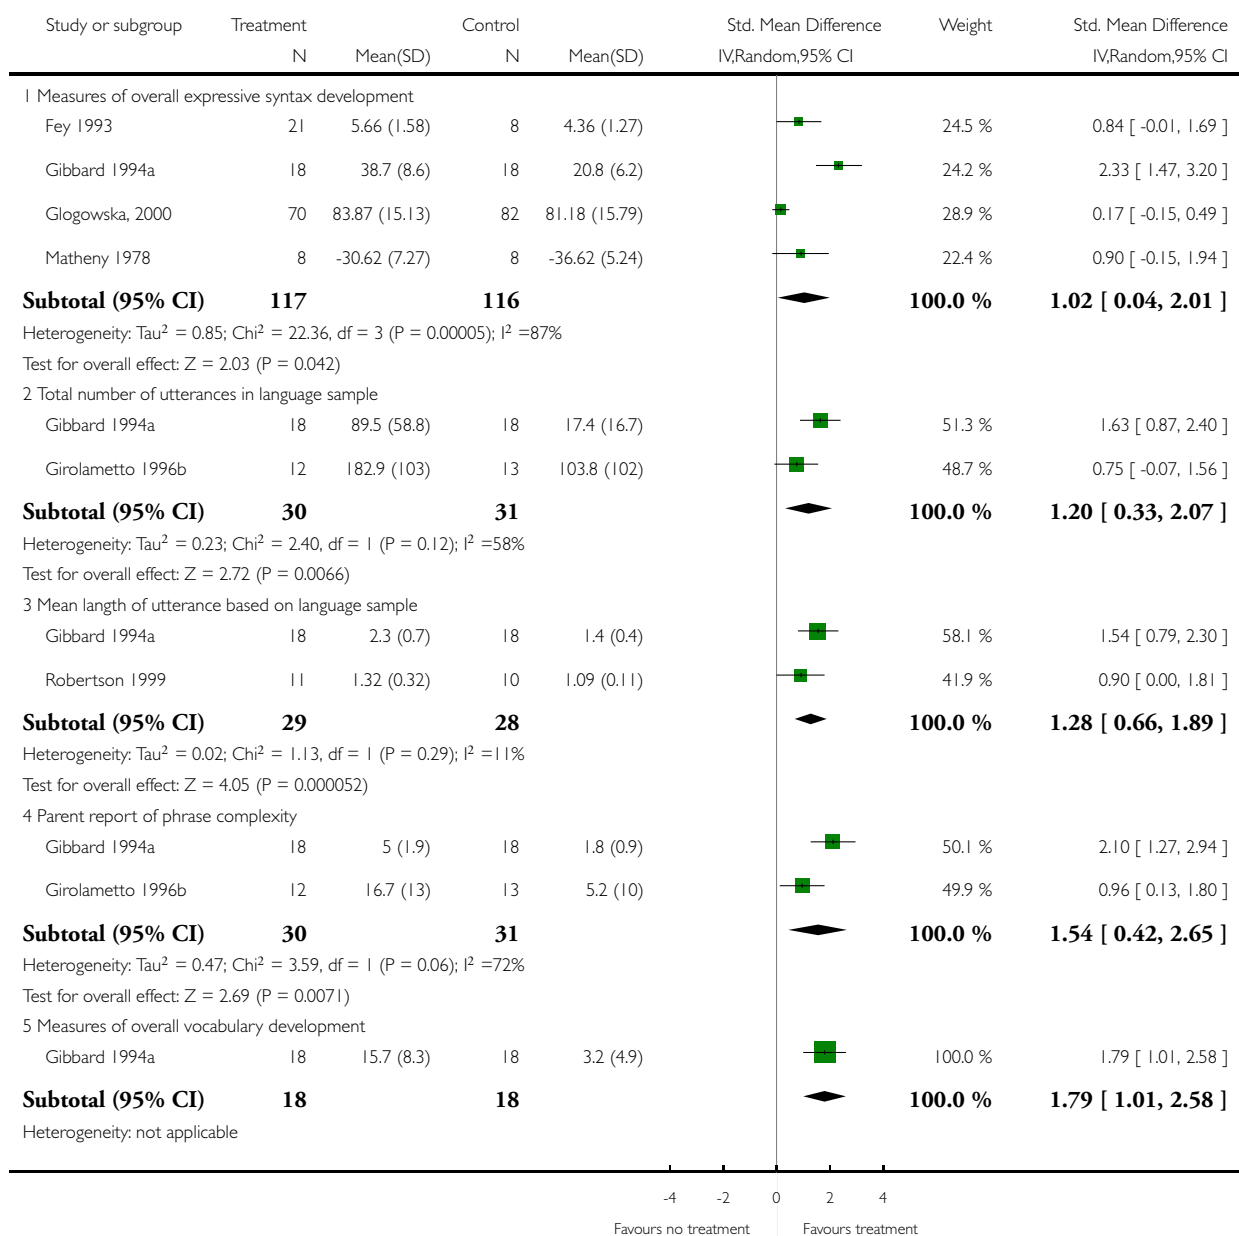 Study or subgroup Treatment Control Std. Mean Difference Weight Std. Mean Difference
N Mean(SD) N Mean(SD) IV,Random,95% CI IV,Random,95% CI
1 Measures of overall expressive syntax development
Fey 1993 21 5.66 (1.58) 8 4.36 (1.27) 24.5 % 0.84 [ -0.01, 1.69 ]
Gibbard 1994a 18 38.7 (8.6) 18 20.8 (6.2) 24.2 % 2.33 [ 1.47, 3.20 ]
Glogowska, 2000 70 83.87 (15.13) 82 81.18 (15.79) 28.9 % 0.17 [ -0.15, 0.49 ]
Matheny 1978 8 -30.62 (7.27) 8 -36.62 (5.24) 22.4 % 0.90 [ -0.15, 1.94 ]
Subtotal (95% CI) 117 116 100.0 % 1.02 [ 0.04, 2.01 ]
Heterogeneity: Tau² = 0.85; Chi² = 22.36, df = 3 (P = 0.00005); I² =87%
Test for overall effect: Z = 2.03 (P = 0.042)
2 Total number of utterances in language sample
Gibbard 1994a 18 89.5 (58.8) 18 17.4 (16.7) 51.3 % 1.63 [ 0.87, 2.40 ]
Girolametto 1996b 12 182.9 (103) 13 103.8 (102) 48.7 % 0.75 [ -0.07, 1.56 ]
Subtotal (95% CI) 30 31 100.0 % 1.20 [ 0.33, 2.07 ]
Heterogeneity: Tau² = 0.23; Chi² = 2.40, df = 1 (P = 0.12); I² =58%
Test for overall effect: Z = 2.72 (P = 0.0066)
3 Mean length of utterance based on language sample
Gibbard 1994a 18 2.3 (0.7) 18 1.4 (0.4) 58.1 % 1.54 [ 0.79, 2.30 ]
Robertson 1999 11 1.32 (0.32) 10 1.09 (0.11) 41.9 % 0.90 [ 0.00, 1.81 ]
Subtotal (95% CI) 29 28 100.0 % 1.28 [ 0.66, 1.89 ]
Heterogeneity: Tau² = 0.02; Chi² = 1.13, df = 1 (P = 0.29); I² =11%
Test for overall effect: Z = 4.05 (P = 0.000052)
4 Parent report of phrase complexity
Gibbard 1994a 18 5 (1.9) 18 1.8 (0.9) 50.1 % 2.10 [ 1.27, 2.94 ]
Girolametto 1996b 12 16.7 (13) 13 5.2 (10) 49.9 % 0.96 [ 0.13, 1.80 ]
Subtotal (95% CI) 30 31 100.0 % 1.54 [ 0.42, 2.65 ]
Heterogeneity: Tau² = 0.47; Chi² = 3.59, df = 1 (P = 0.06); I² =72%
Test for overall effect: Z = 2.69 (P = 0.0071)
5 Measures of overall vocabulary development
Gibbard 1994a 18 15.7 (8.3) 18 3.2 (4.9) 100.0 % 1.79 [ 1.01, 2.58 ]
Subtotal (95% CI) 18 18 100.0 % 1.79 [ 1.01, 2.58 ]
Heterogeneity: not applicable
-4 -2 0 2 4
Favours no treatment Favours treatment